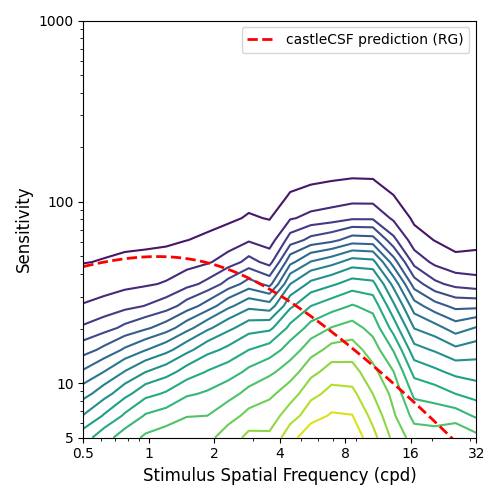 1000
castleCSF prediction (RG)
100
10
5
Sensitivity
0.5 1 2 4 8 16 32
Stimulus Spatial Frequency (cpd)